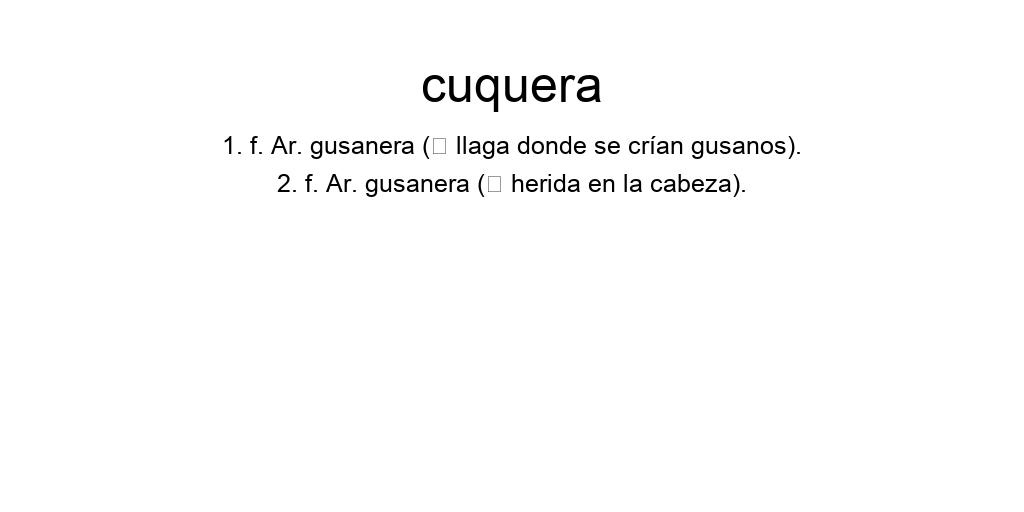 cuquera
1. f. Ar. gusanera (□ llaga donde se crían gusanos).
2. f. Ar. gusanera (□ herida en la cabeza).